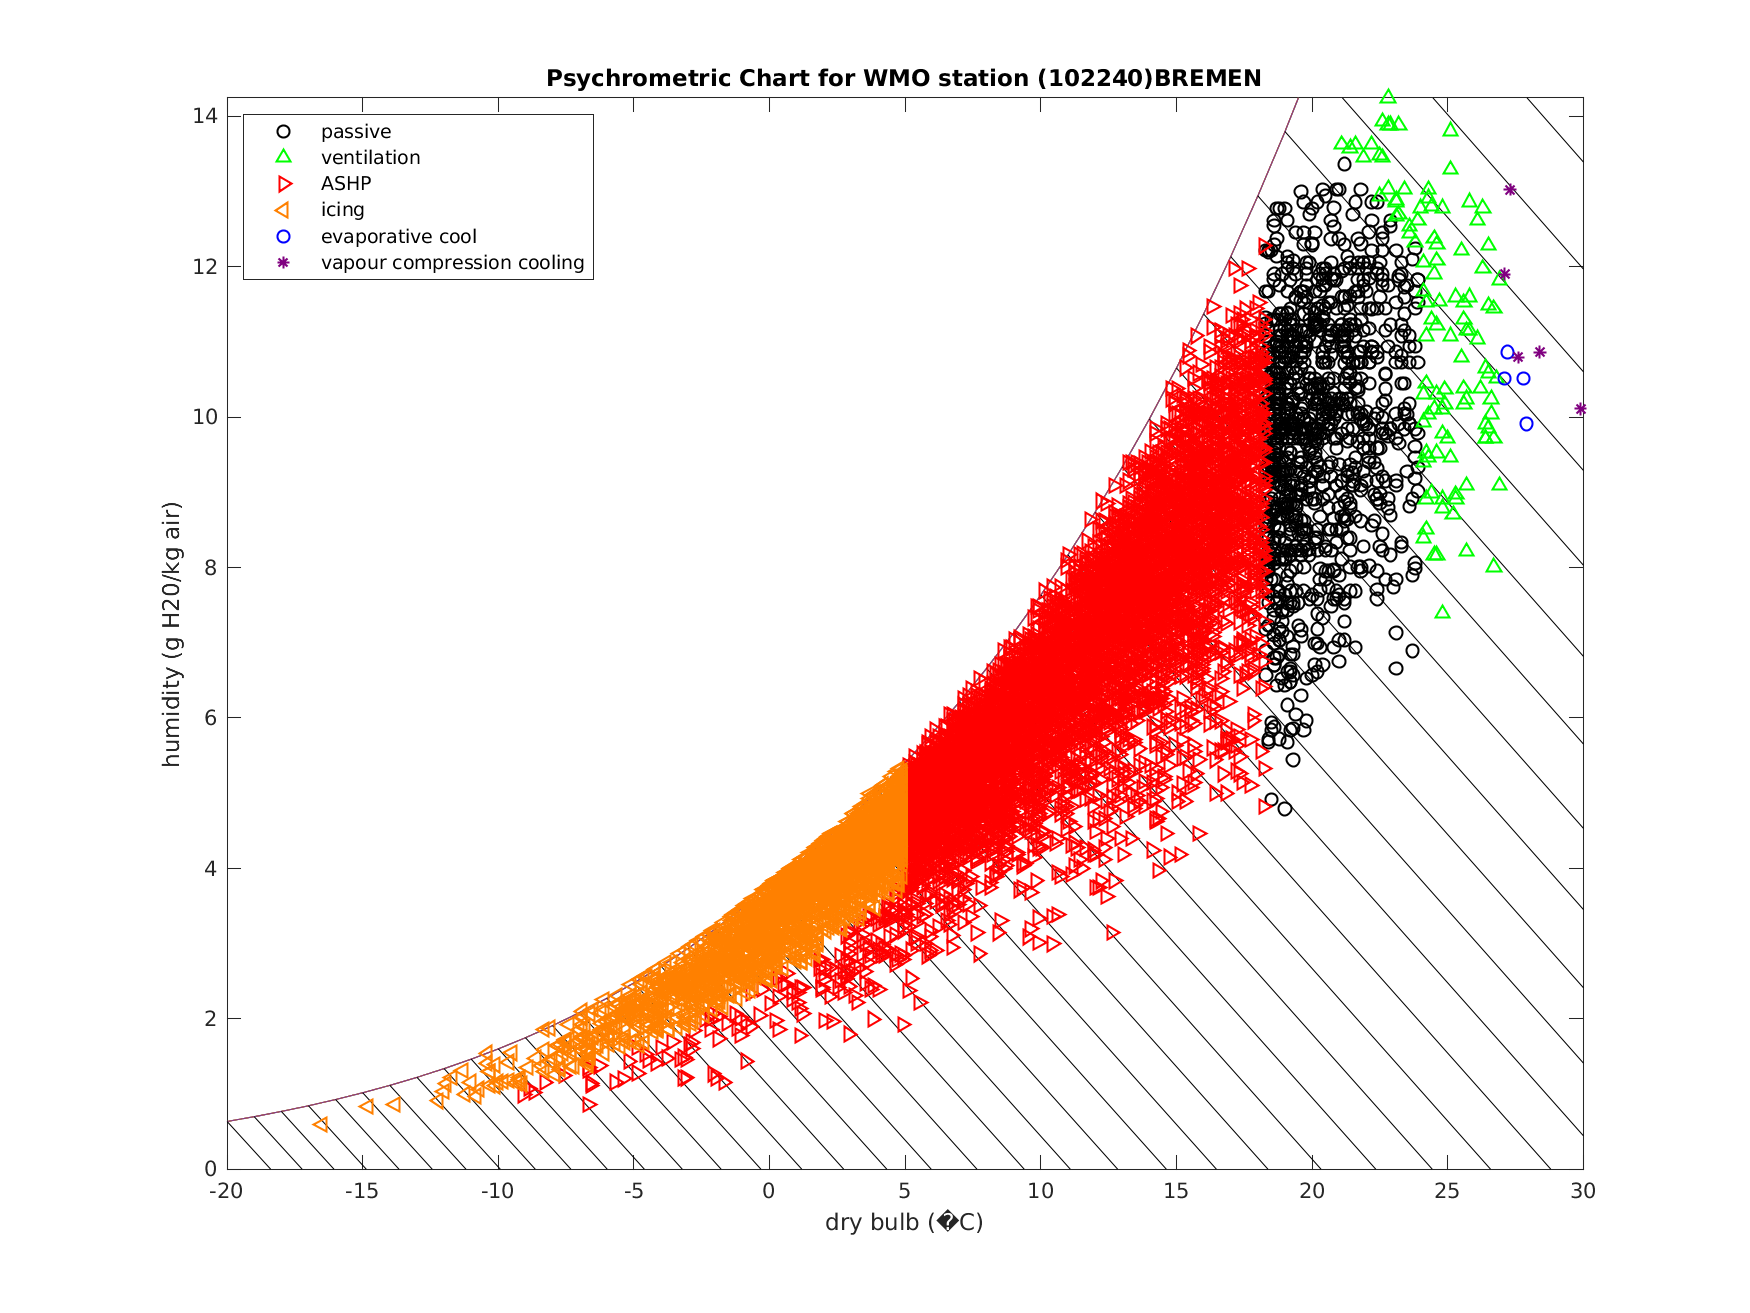 Psychrometric Chart for WMO station (102240)BREMEN
passive
ventilation
ASHP
icing
evaporative cool
vapour compression cooling
humidity (g H20/kg air)
14
12
10
8
6
4
2
0
-20 -15 -10 -5 0 5 10 15 20 25 30
dry bulb (�C)